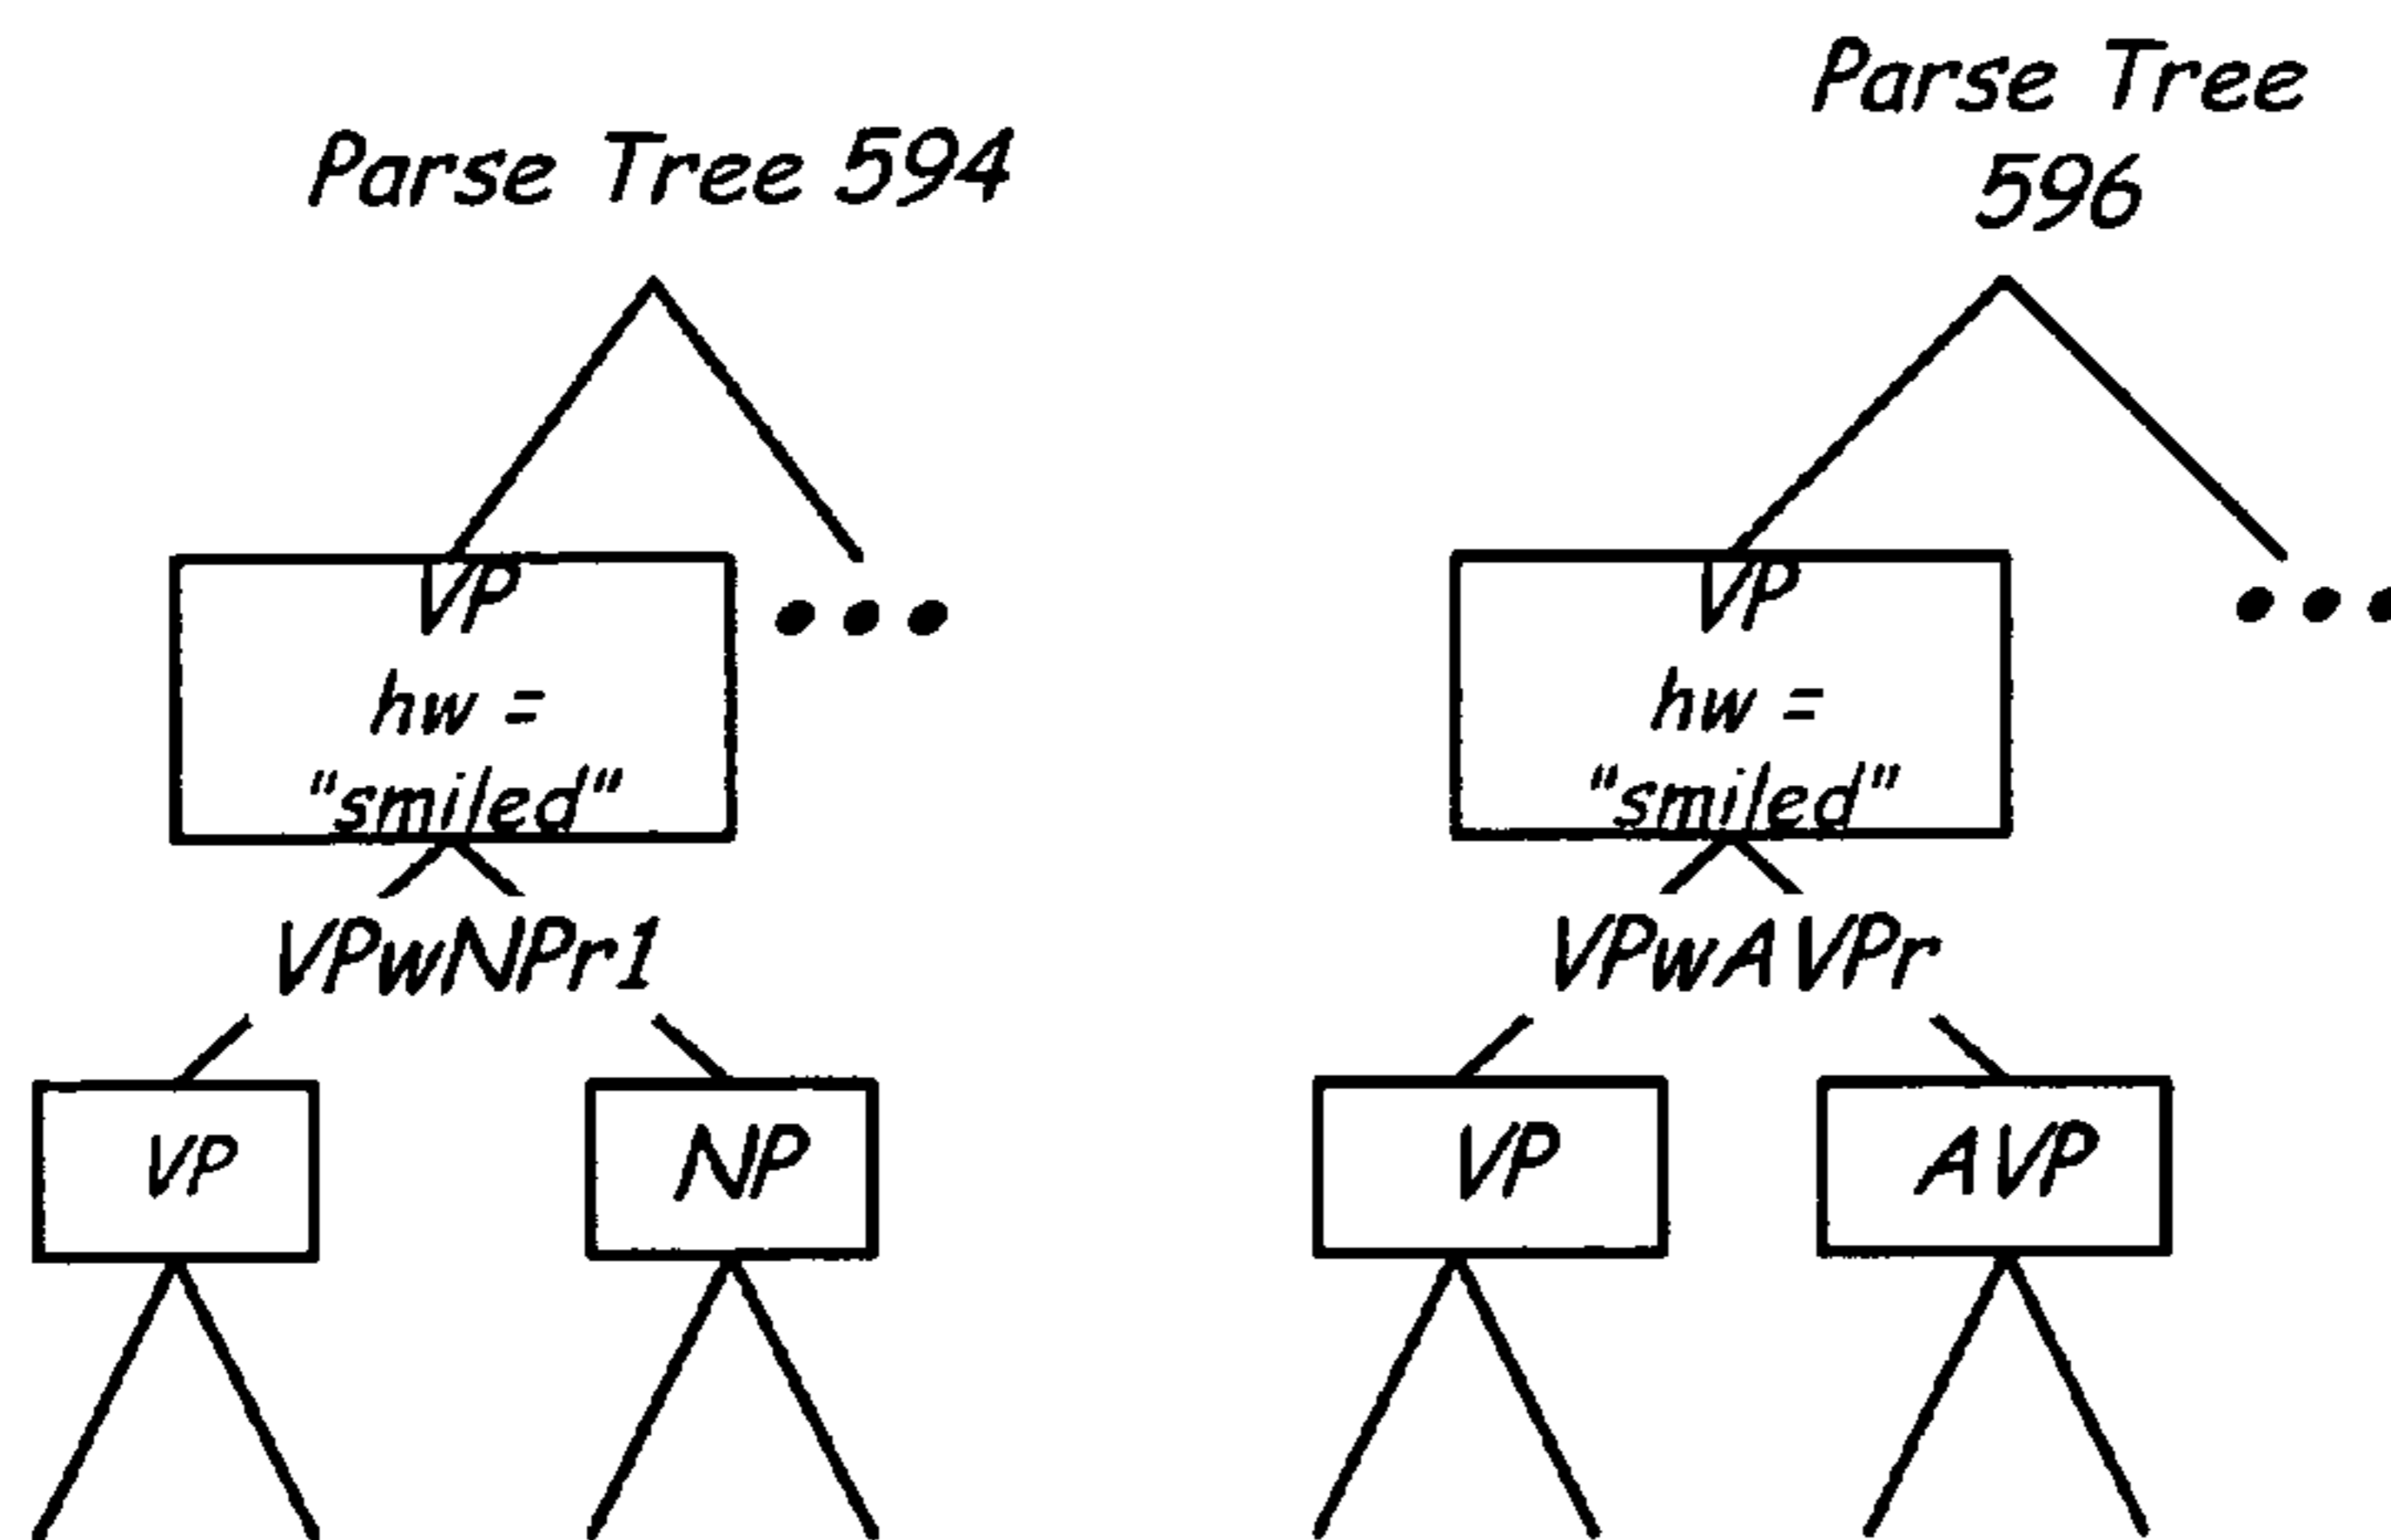 Parse Tree 594
VP
hw =
"smiled"
VPwNPr1
VP
NP
Parse Tree
596
VP
hw =
"smiled"
VPwAVPr
VP
AVP